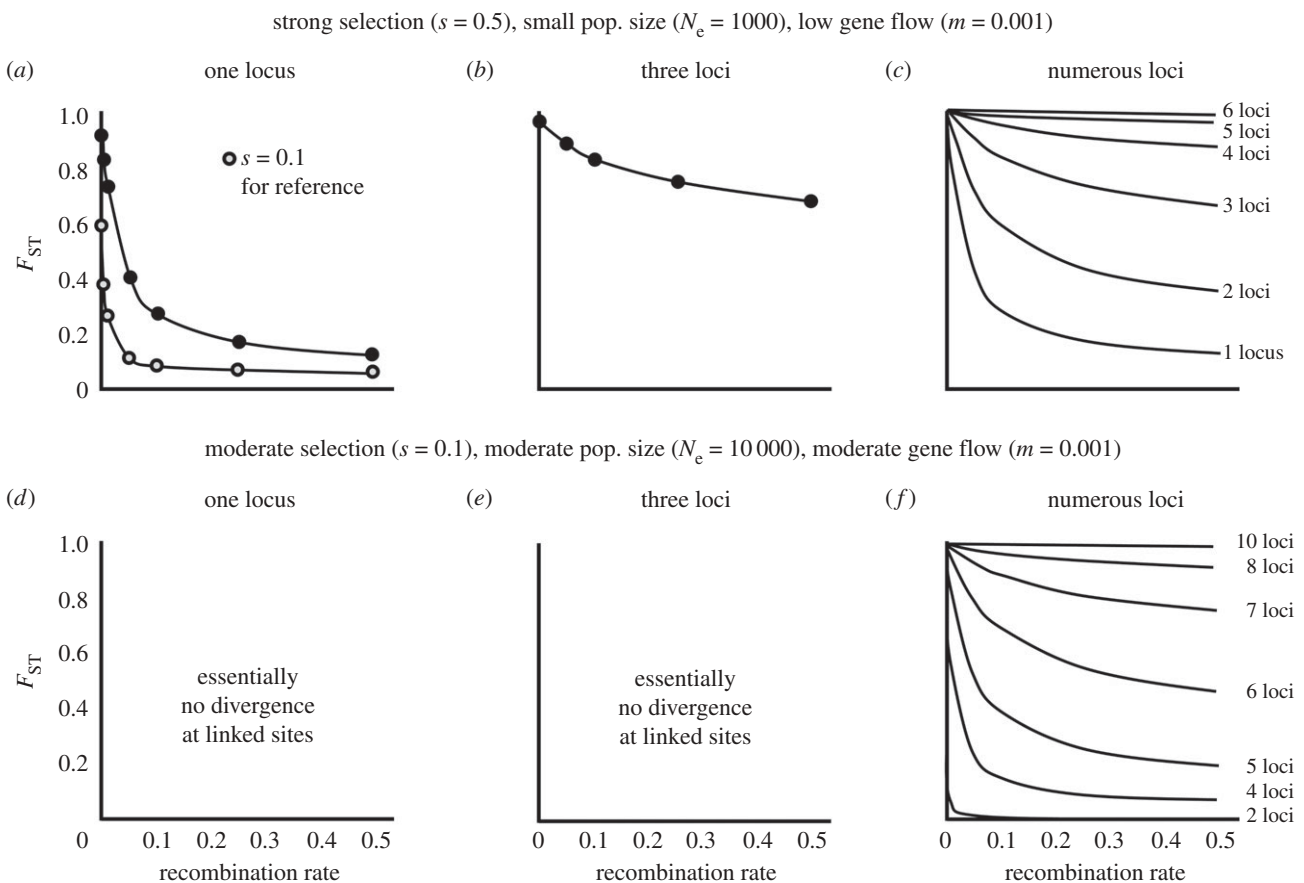 strong selection (s = 0.5), small pop. size (Ne = 1000), low gene flow (m = 0.001)
(a) one locus
(b) three loci
(c) numerous loci
1.0
0.8
0.6
0.4
0.2
0
FST
s = 0.1
for reference
6 loci
5 loci
4 loci
3 loci
2 loci
1 locus
moderate selection (s = 0.1), moderate pop. size (Ne = 10 000), moderate gene flow (m = 0.001)
(d) one locus
(e) three loci
(f) numerous loci
1.0
0.8
0.6
0.4
0.2
FST
essentially
no divergence
at linked sites
essentially
no divergence
at linked sites
10 loci
8 loci
7 loci
6 loci
5 loci
4 loci
2 loci
0 0.1 0.2 0.3 0.4 0.5
recombination rate
0 0.1 0.2 0.3 0.4 0.5
recombination rate
0 0.1 0.2 0.3 0.4 0.5
recombination rate